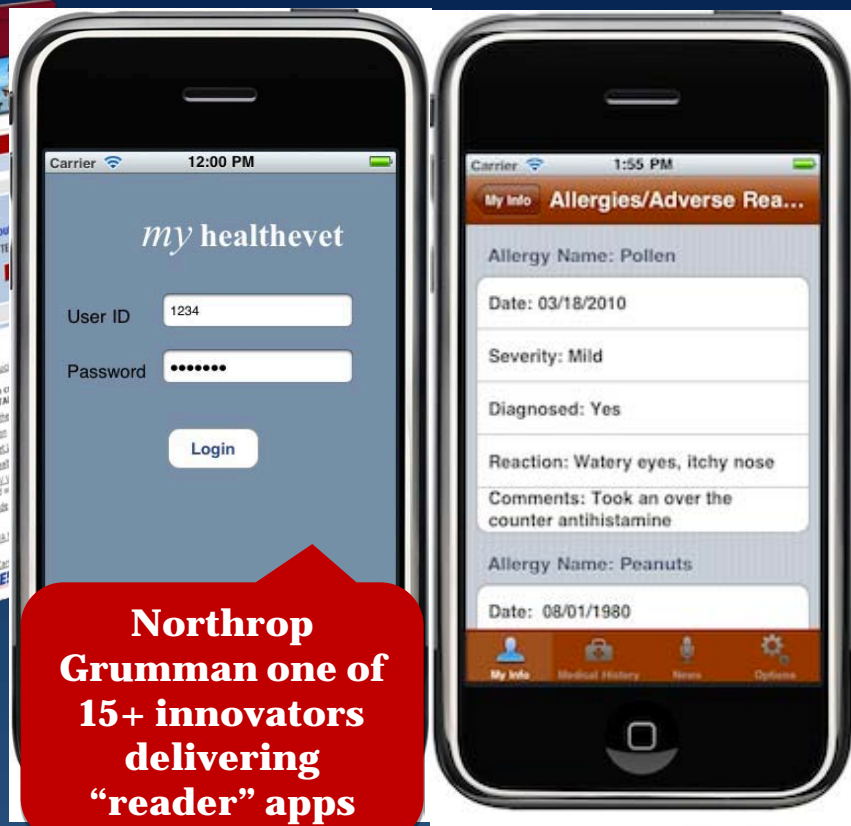 Carrier 12:00 PM
my healthevet
User ID 1234
Password •••••••
Login
Northrop
Grumman one of
15+ innovators
delivering
“reader” apps
Carrier 1:55 PM
My Info Allergies/Adverse Rea...
Allergy Name: Pollen
Date: 03/18/2010
Severity: Mild
Diagnosed: Yes
Reaction: Watery eyes, itchy nose
Comments: Took an over the
counter antihistamine
Allergy Name: Peanuts
Date: 08/01/1980
My Info Medical History News Options